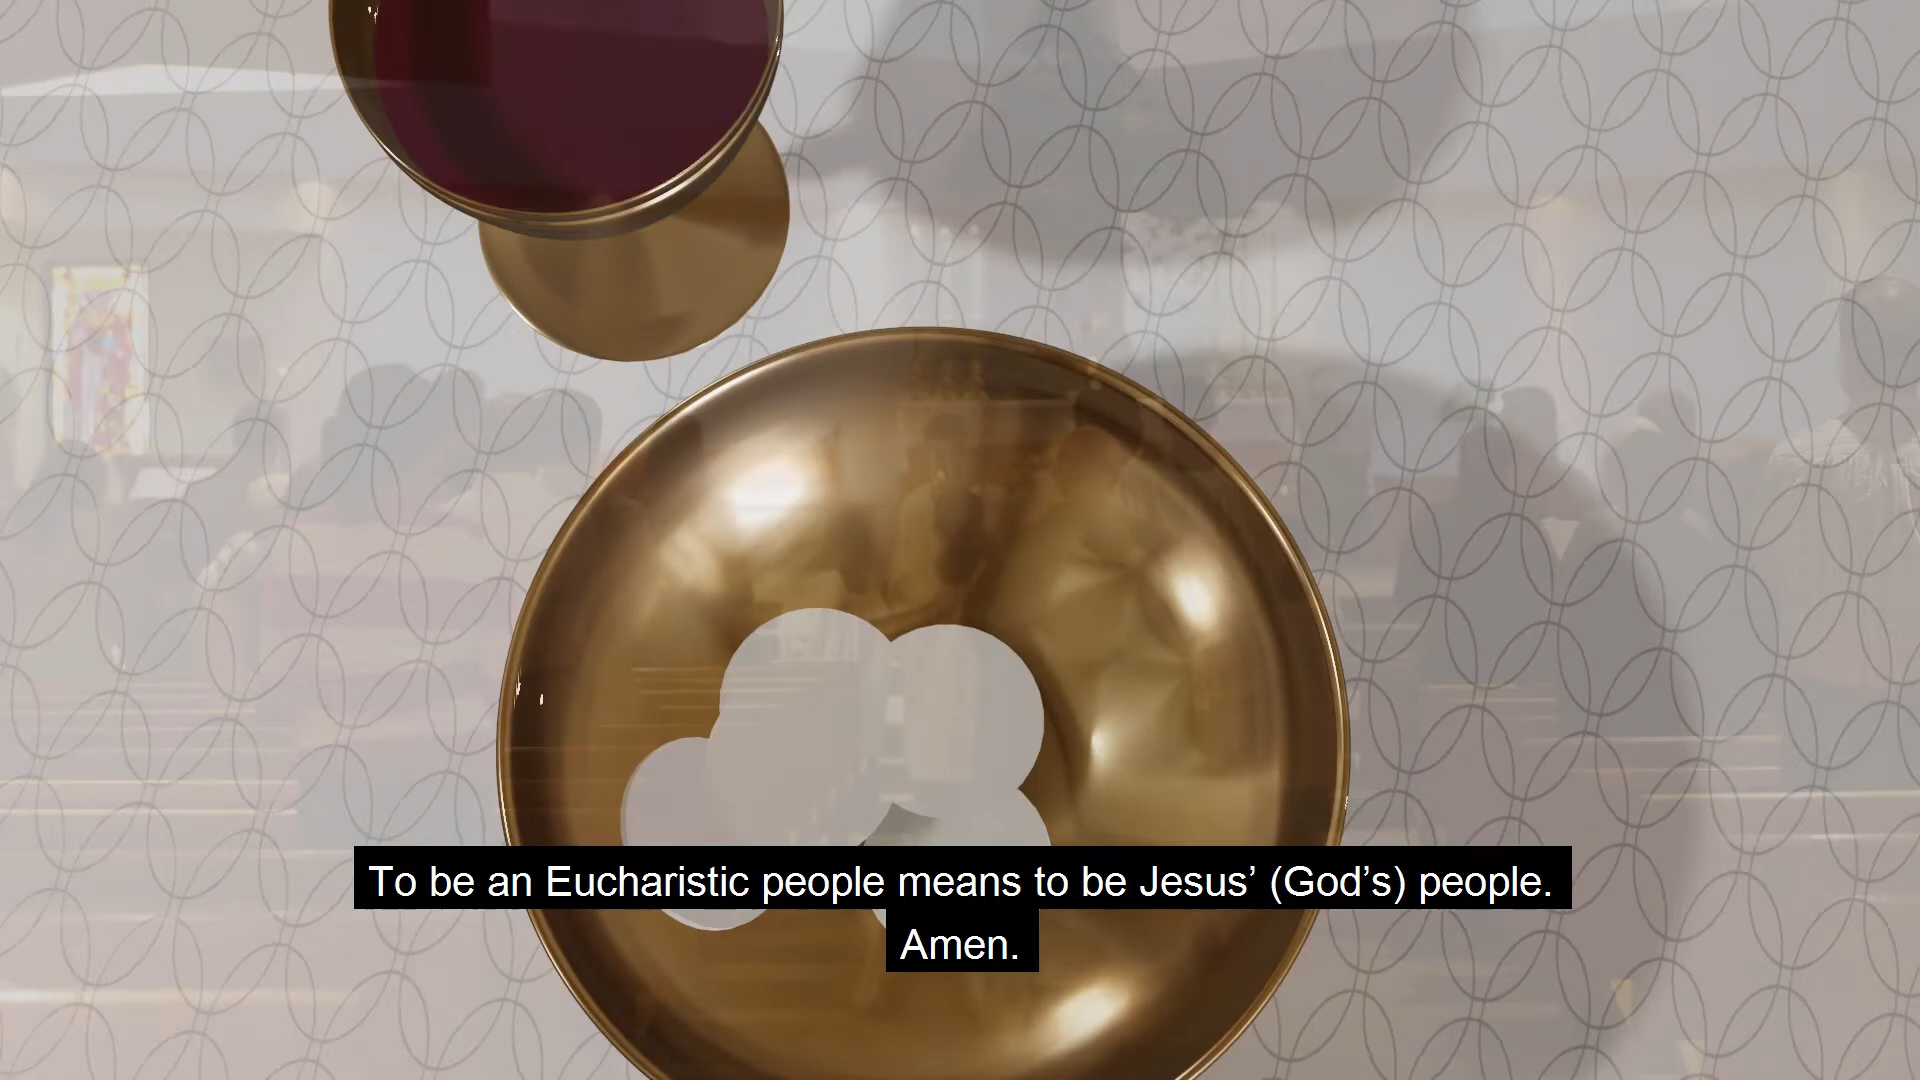 To be an Eucharistic people means to be Jesus’ (God’s) people.
Amen.